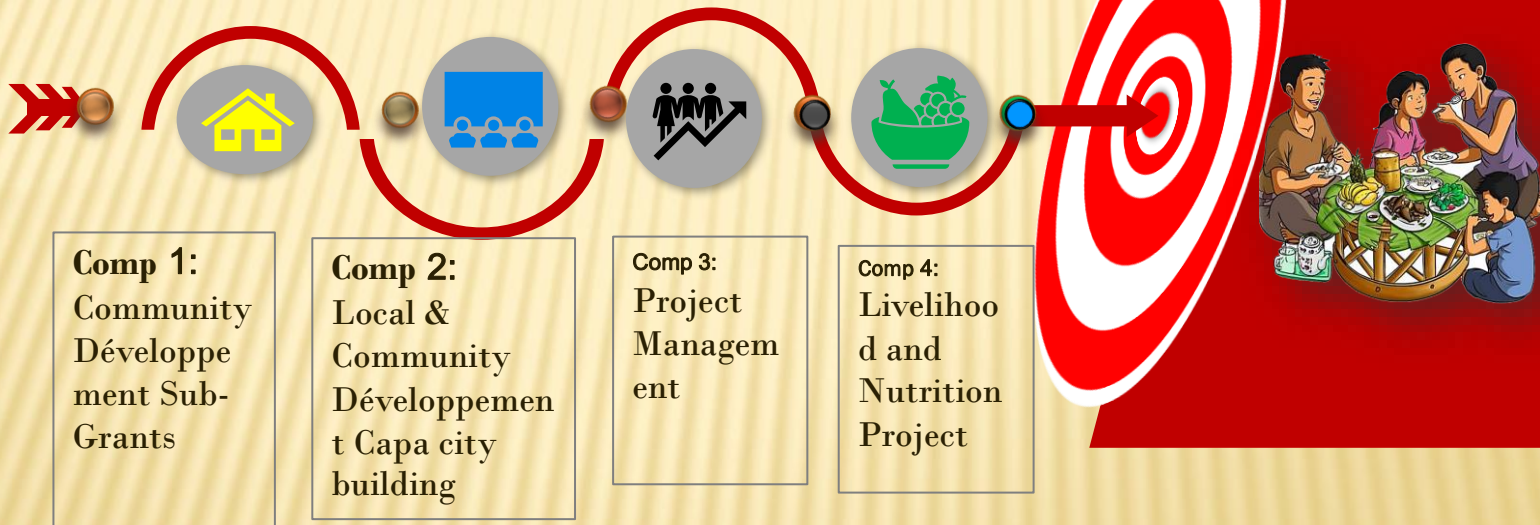 Comp 1:
Community
Développe
ment Sub-
Grants
Comp 2:
Local &
Community
Développemen
t Capa city
building
Comp 3:
Project
Managem
ent
Comp 4:
Livelihoo
d and
Nutrition
Project